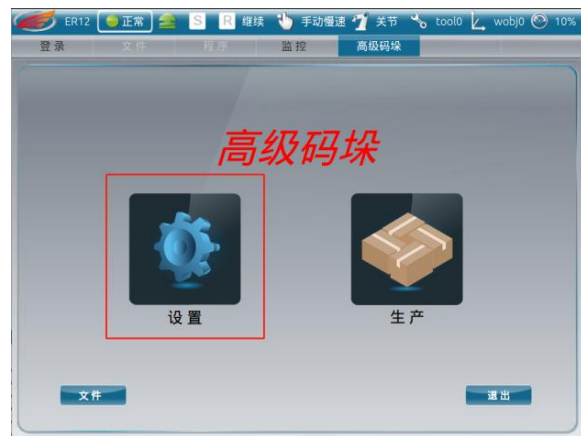 ER12 正常 S R 继续 手动慢速 关节 tool0 wobj0 10%
登录 文件 程序 监控 高级码垛
高级码垛
设置 生产
文件 退出